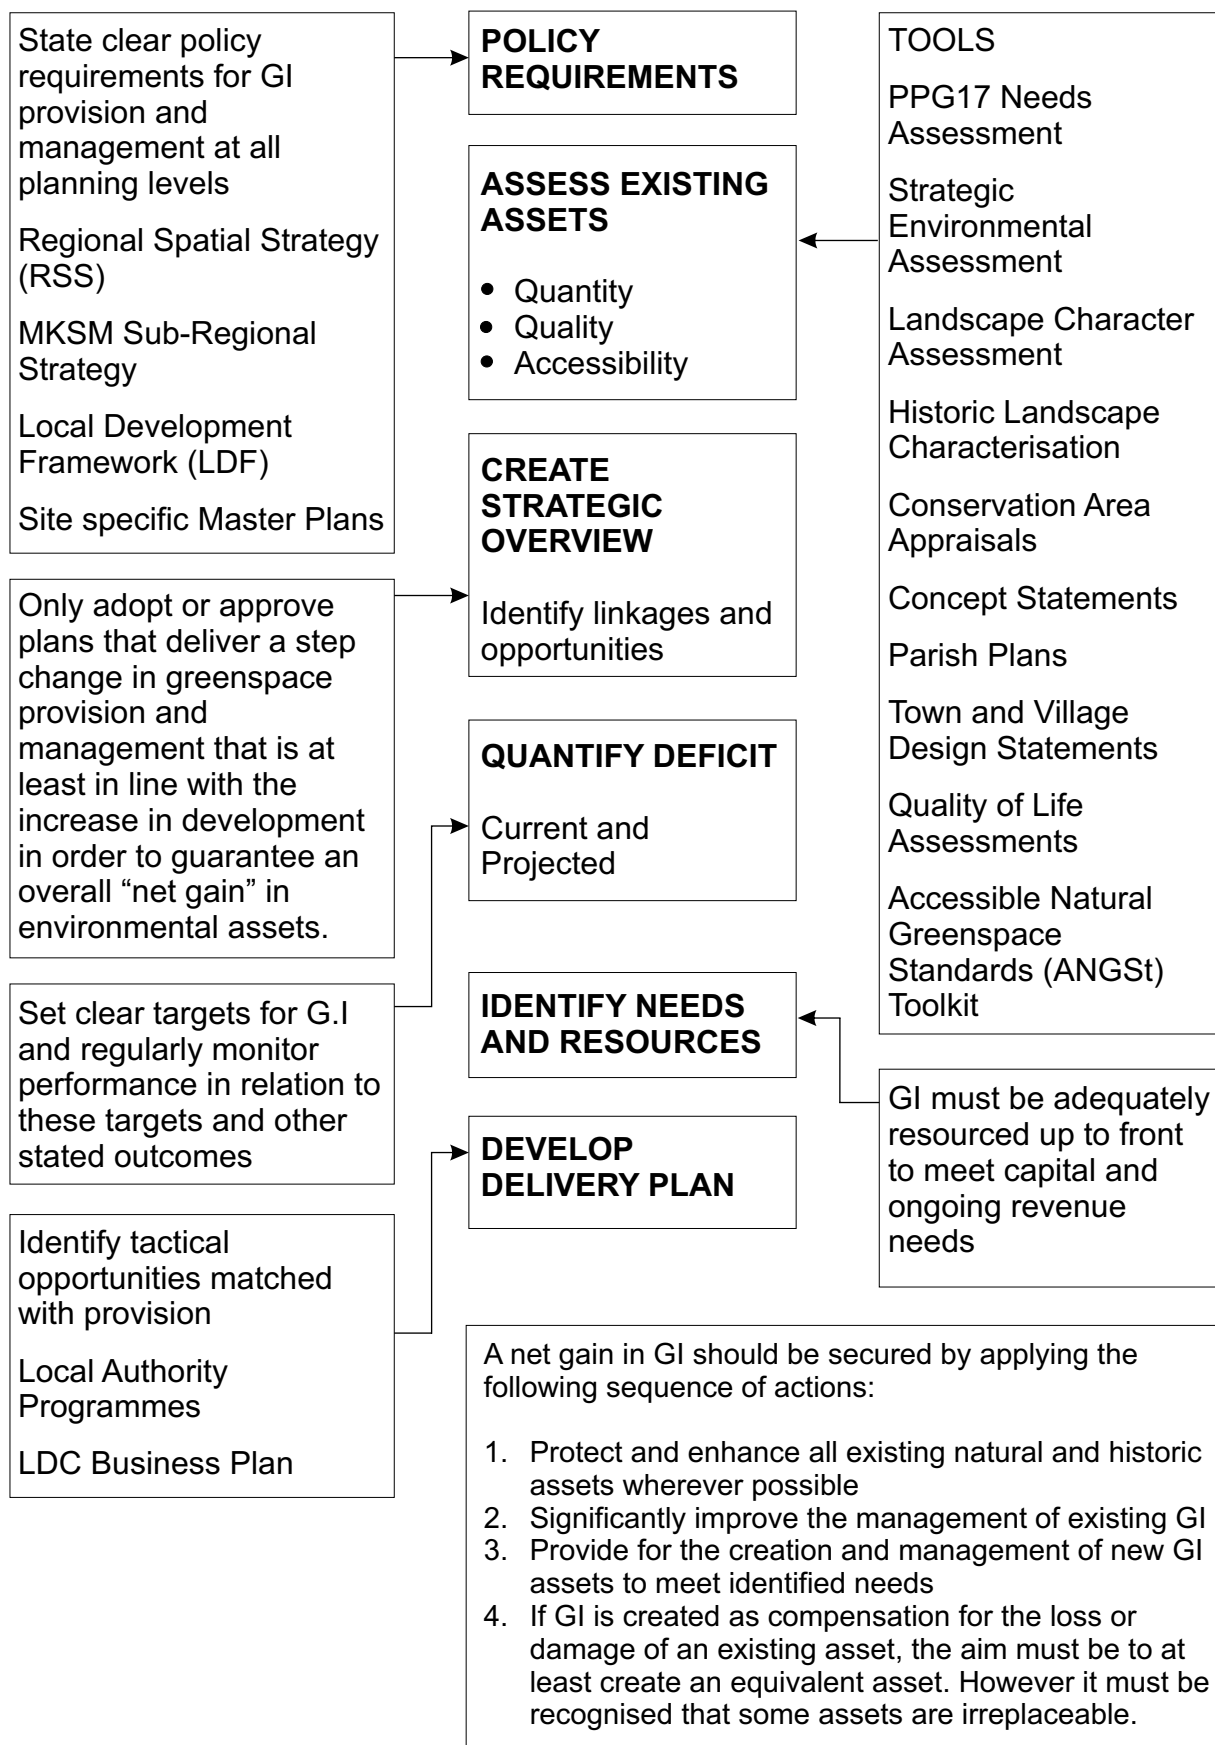 State clear policy
requirements for GI
provision and
management at all
planning levels
Regional Spatial Strategy
(RSS)
MKSM Sub-Regional
Strategy
Local Development
Framework (LDF)
Site specific Master Plans
Only adopt or approve
plans that deliver a step
change in greenspace
provision and
management that is at
least in line with the
increase in development
in order to guarantee an
overall “net gain” in
environmental assets.
Set clear targets for G.I
and regularly monitor
performance in relation to
these targets and other
stated outcomes
Identify tactical
opportunities matched
with provision
Local Authority
Programmes
LDC Business Plan
POLICY
REQUIREMENTS
ASSESS EXISTING
ASSETS
• Quantity
• Quality
• Accessibility
CREATE
STRATEGIC
OVERVIEW
Identify linkages and
opportunities
QUANTIFY DEFICIT
Current and
Projected
IDENTIFY NEEDS
AND RESOURCES
DEVELOP
DELIVERY PLAN
TOOLS
PPG17 Needs
Assessment
Strategic
Environmental
Assessment
Landscape Character
Assessment
Historic Landscape
Characterisation
Conservation Area
Appraisals
Concept Statements
Parish Plans
Town and Village
Design Statements
Quality of Life
Assessments
Accessible Natural
Greenspace
Standards (ANGSt)
Toolkit
GI must be adequately
resourced up to front
to meet capital and
ongoing revenue
needs
A net gain in GI should be secured by applying the
following sequence of actions:
1. Protect and enhance all existing natural and historic
assets wherever possible
2. Significantly improve the management of existing GI
3. Provide for the creation and management of new GI
assets to meet identified needs
4. If GI is created as compensation for the loss or
damage of an existing asset, the aim must be to at
least create an equivalent asset. However it must be
recognised that some assets are irreplaceable.